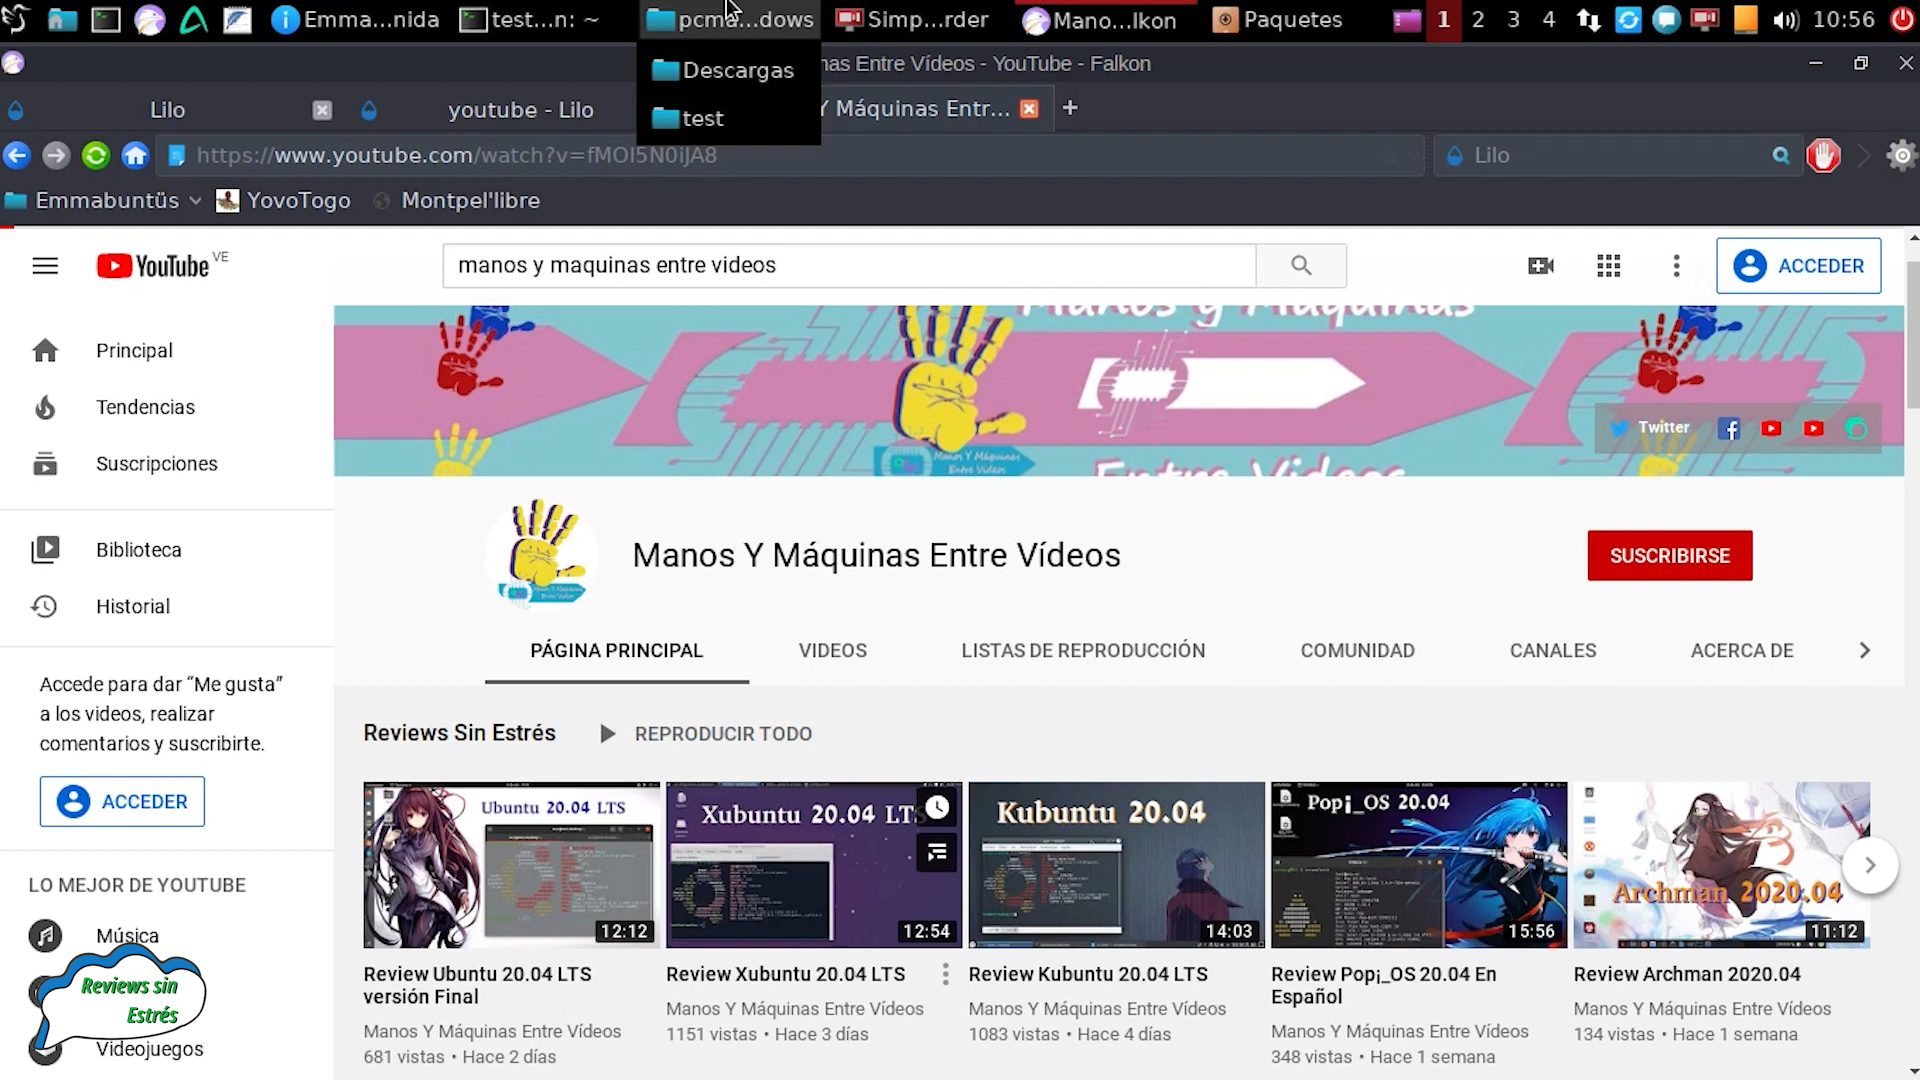 Emma...nida
test...n: ~
pcma...dows
Simp...rder
Mano...lkon
Paquetes
1 2 3 4
10:56
Descargas
test
nas Entre Vídeos - YouTube - Falkon
Lilo
youtube - Lilo
Y Máquinas Entr...
https://www.youtube.com/watch?v=fMOI5N0iJA8
Lilo
Emmabuntüs
YovoTogo
Montpel'libre
YouTube VE
manos y maquinas entre videos
ACCEDER
Principal
Tendencias
Suscripciones
Biblioteca
Historial
Accede para dar “Me gusta”
a los videos, realizar
comentarios y suscribirte.
ACCEDER
LO MEJOR DE YOUTUBE
Música
Videojuegos
Reviews sin
Estrés
Manos y Máquinas
Manos Y Máquinas
Entre Vídeos
Entre Videos
Twitter
Manos Y Máquinas Entre Vídeos
SUSCRIBIRSE
PÁGINA PRINCIPAL
VIDEOS
LISTAS DE REPRODUCCIÓN
COMUNIDAD
CANALES
ACERCA DE
Reviews Sin Estrés
REPRODUCIR TODO
Ubuntu 20.04 LTS
12:12
Review Ubuntu 20.04 LTS
versión Final
Manos Y Máquinas Entre Vídeos
681 vistas • Hace 2 días
Xubuntu 20.04 LTS
12:54
Review Xubuntu 20.04 LTS
Manos Y Máquinas Entre Vídeos
1151 vistas • Hace 3 días
Kubuntu 20.04
14:03
Review Kubuntu 20.04 LTS
Manos Y Máquinas Entre Vídeos
1083 vistas • Hace 4 días
Pop¡_OS 20.04
15:56
Review Pop¡_OS 20.04 En
Español
Manos Y Máquinas Entre Vídeos
348 vistas • Hace 1 semana
Archman 2020.04
11:12
Review Archman 2020.04
Manos Y Máquinas Entre Vídeos
134 vistas • Hace 1 semana